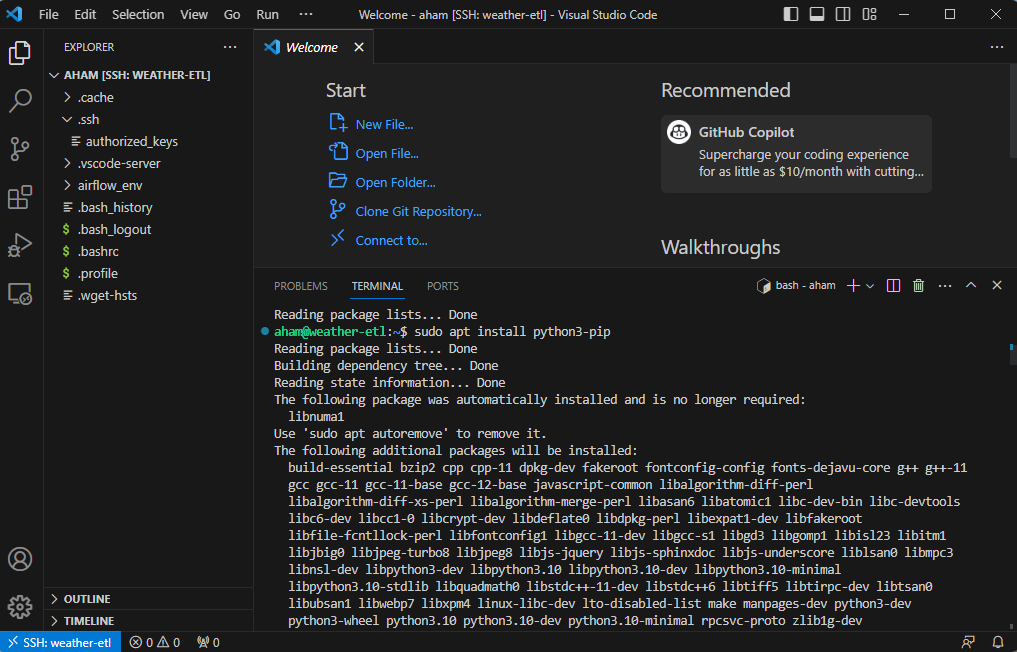 File Edit Selection View Go Run ··· Welcome - aham [SSH: weather-etl] - Visual Studio Code
EXPLORER ···
AHAM [SSH: WEATHER-ETL]
.cache
.ssh
authorized_keys
.vscode-server
airflow_env
.bash_history
$ .bash_logout
$ .bashrc
$ .profile
.wget-hsts
OUTLINE
TIMELINE
Welcome
Start
New File...
Open File...
Open Folder...
Clone Git Repository...
Connect to...
Recommended
GitHub Copilot
Supercharge your coding experience
for as little as $10/month with cutting...
Walkthroughs
PROBLEMS TERMINAL PORTS bash - aham
Reading package lists... Done
aham@weather-etl:~$ sudo apt install python3-pip
Reading package lists... Done
Building dependency tree... Done
Reading state information... Done
The following package was automatically installed and is no longer required:
libnuma1
Use 'sudo apt autoremove' to remove it.
The following additional packages will be installed:
build-essential bzip2 cpp cpp-11 dpkg-dev fakeroot fontconfig-config fonts-dejavu-core g++ g++-11
gcc gcc-11 gcc-11-base gcc-12-base javascript-common libalgorithm-diff-perl
libalgorithm-diff-xs-perl libalgorithm-merge-perl libasan6 libatomic1 libc-dev-bin libc-devtools
libc6-dev libcc1-0 libcrypt-dev libdeflate0 libdpkg-perl libexpat1-dev libfakeroot
libfile-fcntllock-perl libfontconfig1 libgcc-11-dev libgcc-s1 libgd3 libgomp1 libisl23 libitm1
libjbig0 libjpeg-turbo8 libjpeg8 libjs-jquery libjs-sphinxdoc libjs-underscore liblsan0 libmpc3
libnsl-dev libpython3-dev libpython3.10 libpython3.10-dev libpython3.10-minimal
libpython3.10-stdlib libquadmath0 libstdc++-11-dev libstdc++6 libtiff5 libtirpc-dev libtsan0
libubsan1 libwebp7 libxpm4 linux-libc-dev lto-disabled-list make manpages-dev python3-dev
python3-wheel python3.10 python3.10-dev python3.10-minimal rpcsvc-proto zlib1g-dev
SSH: weather-etl 0 0 0